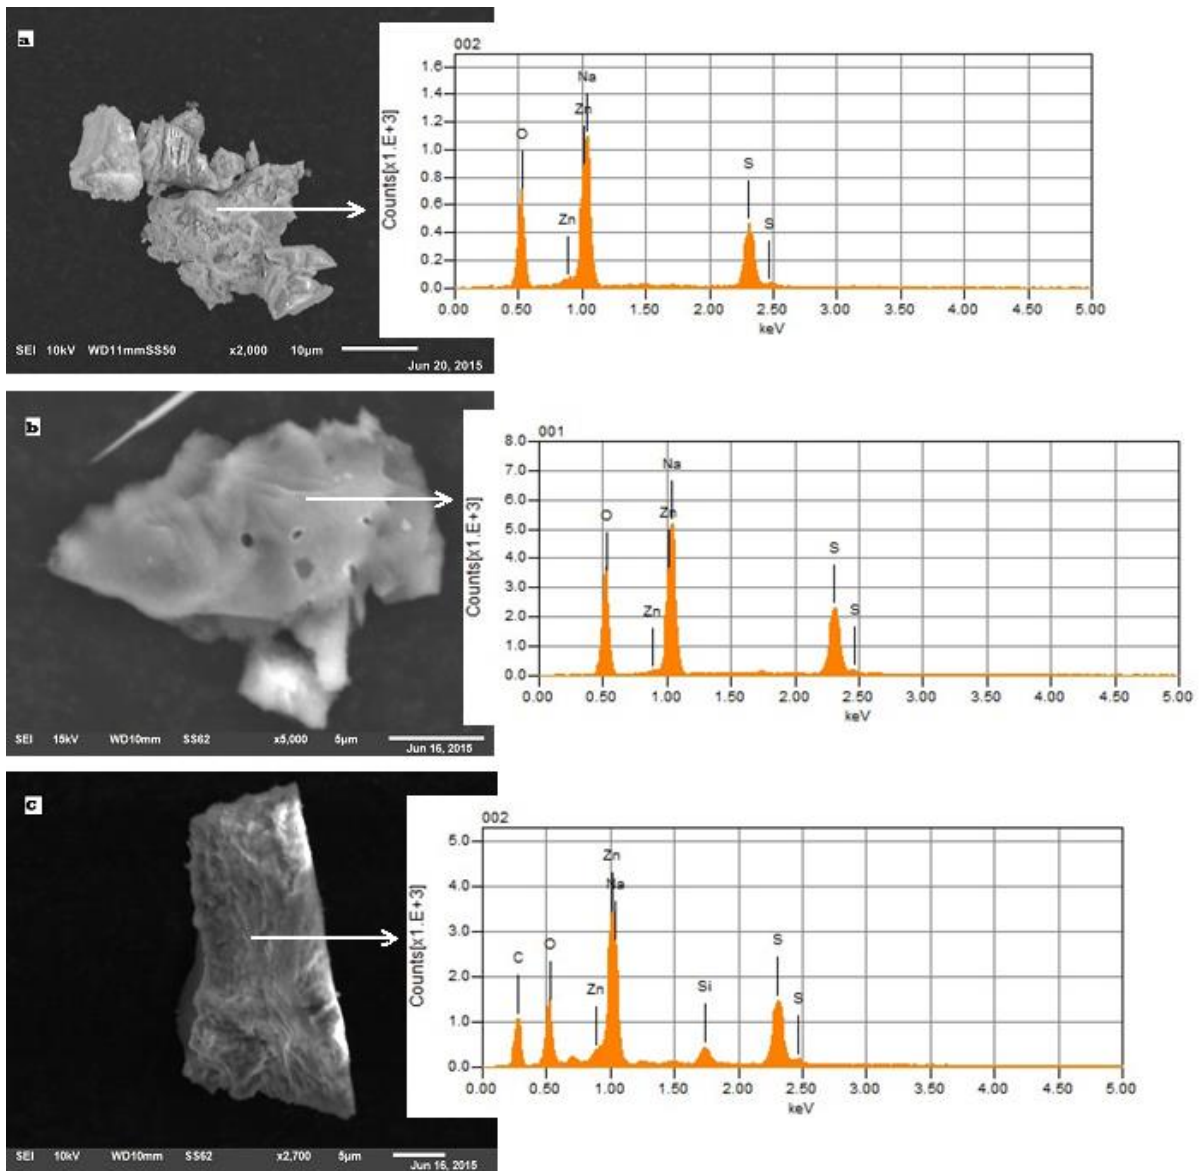 a
SEI 10kV WD11mmSS50 x2,000 10µm
Jun 20, 2015
002
Counts[x1.E+3]
1.6
1.4
1.2
1.0
0.8
0.6
0.4
0.2
0.0
O
Zn
Na
Zn
S
S
0.00 0.50 1.00 1.50 2.00 2.50 3.00 3.50 4.00 4.50 5.00
keV
b
SEI 15kV WD10mm SS62 x5,000 5µm
Jun 16, 2015
001
Counts[x1.E+3]
8.0
7.0
6.0
5.0
4.0
3.0
2.0
1.0
0.0
O
Zn
Na
Zn
S
S
0.00 0.50 1.00 1.50 2.00 2.50 3.00 3.50 4.00 4.50 5.00
keV
c
SEI 10kV WD10mm SS62 x2,700 5µm
Jun 16, 2015
002
Counts[x1.E+3]
5.0
4.0
3.0
2.0
1.0
0.0
C
O
Zn
Zn
Na
Si
S
S
0.00 0.50 1.00 1.50 2.00 2.50 3.00 3.50 4.00 4.50 5.00
keV